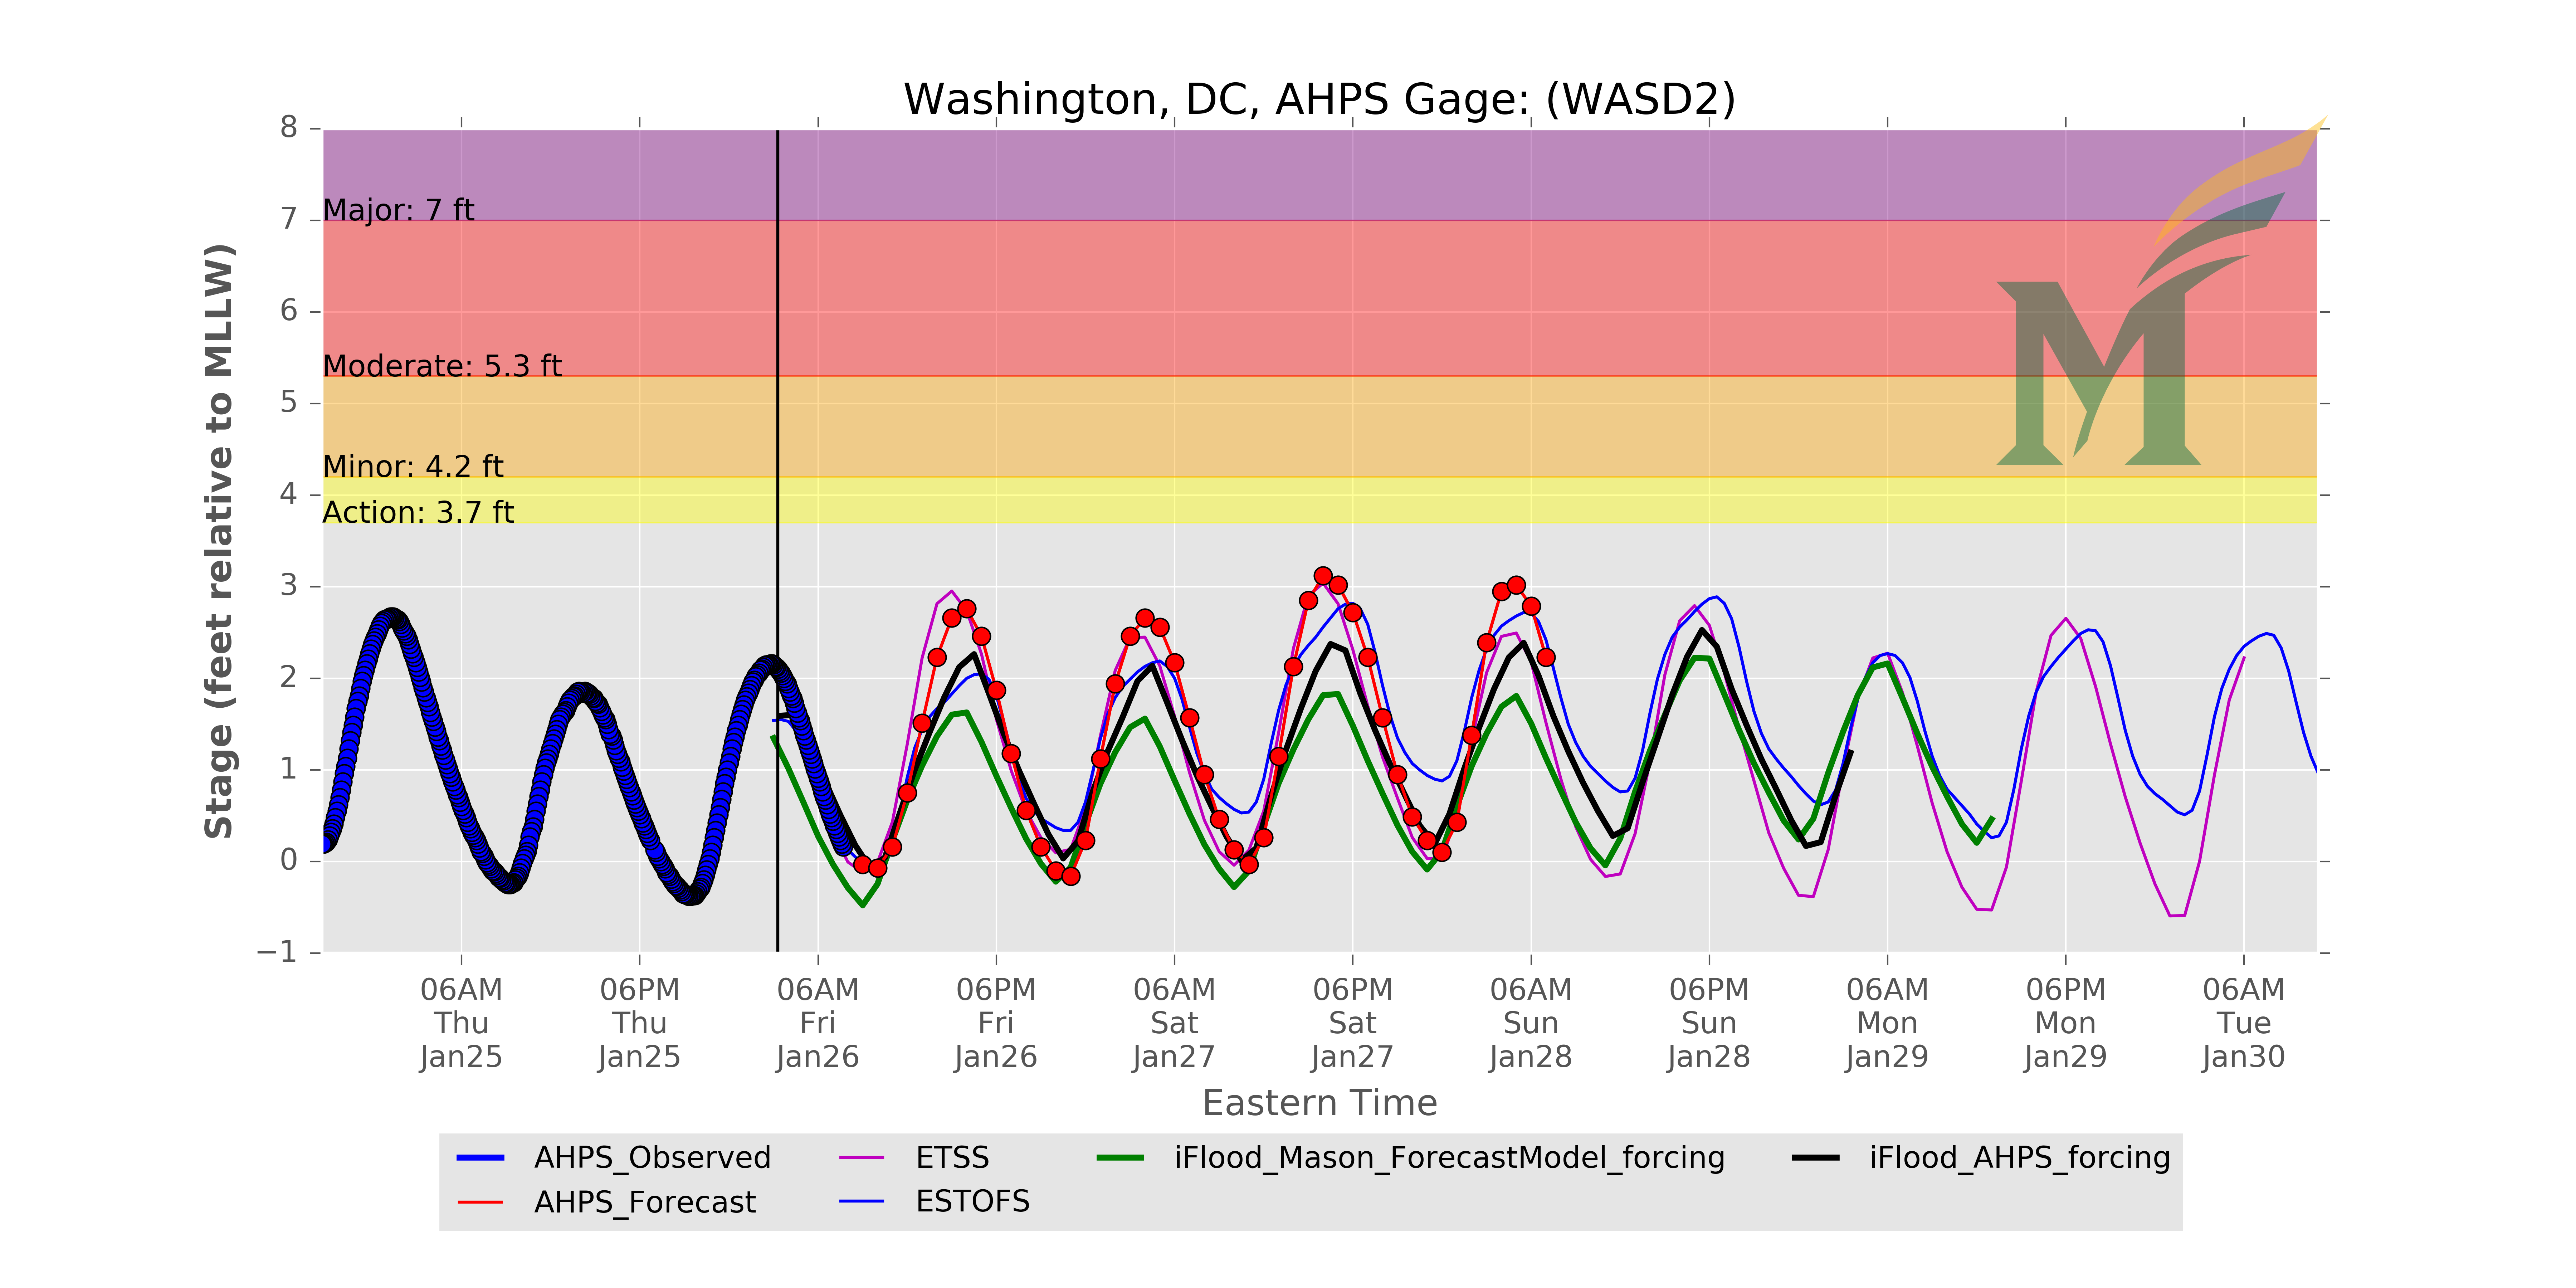 Washington, DC, AHPS Gage: (WASD2)
8
7
6
5
4
3
2
1
0
−1
Stage (feet relative to MLLW)
Major: 7 ft
Moderate: 5.3 ft
Minor: 4.2 ft
Action: 3.7 ft
06AM 06PM 06AM 06PM 06AM 06PM 06AM 06PM 06AM 06PM 06AM
Thu Thu Fri Fri Sat Sat Sun Sun Mon Mon Tue
Jan25 Jan25 Jan26 Jan26 Jan27 Jan27 Jan28 Jan28 Jan29 Jan29 Jan30
Eastern Time
AHPS_Observed ETSS iFlood_Mason_ForecastModel_forcing iFlood_AHPS_forcing
AHPS_Forecast ESTOFS
M